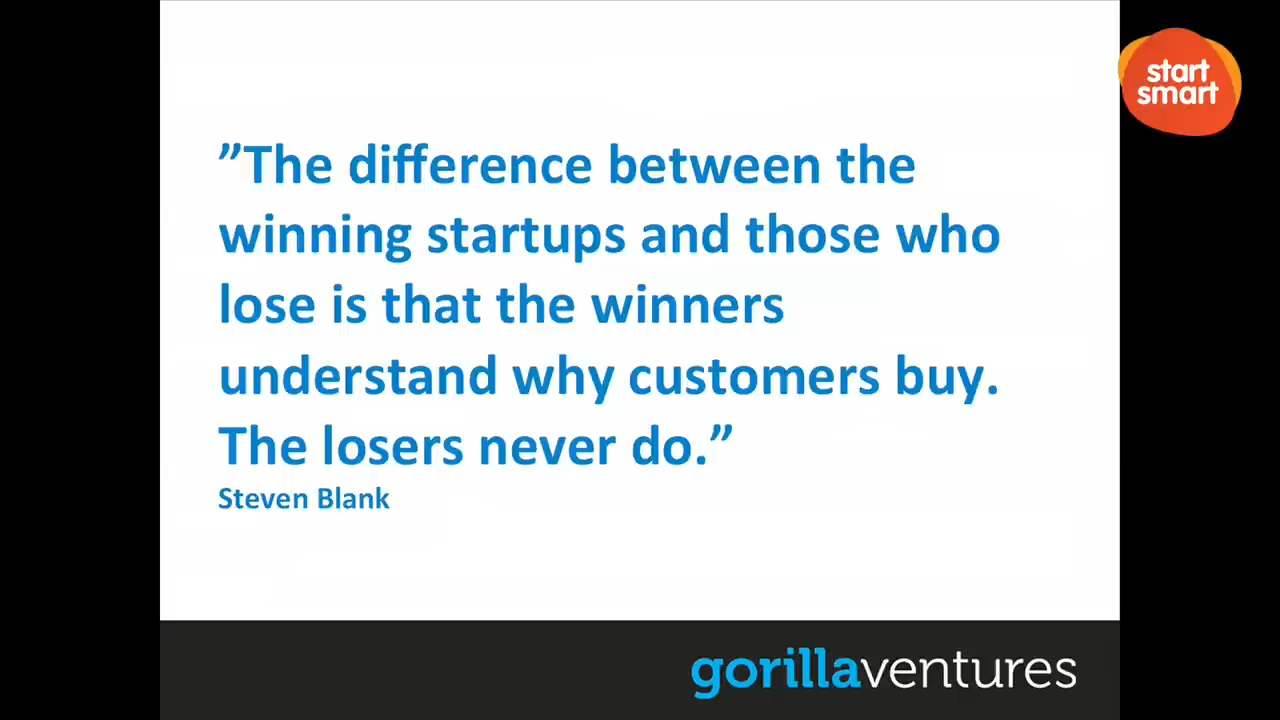 start
smart
”The difference between the
winning startups and those who
lose is that the winners
understand why customers buy.
The losers never do.”
Steven Blank
gorillaventures